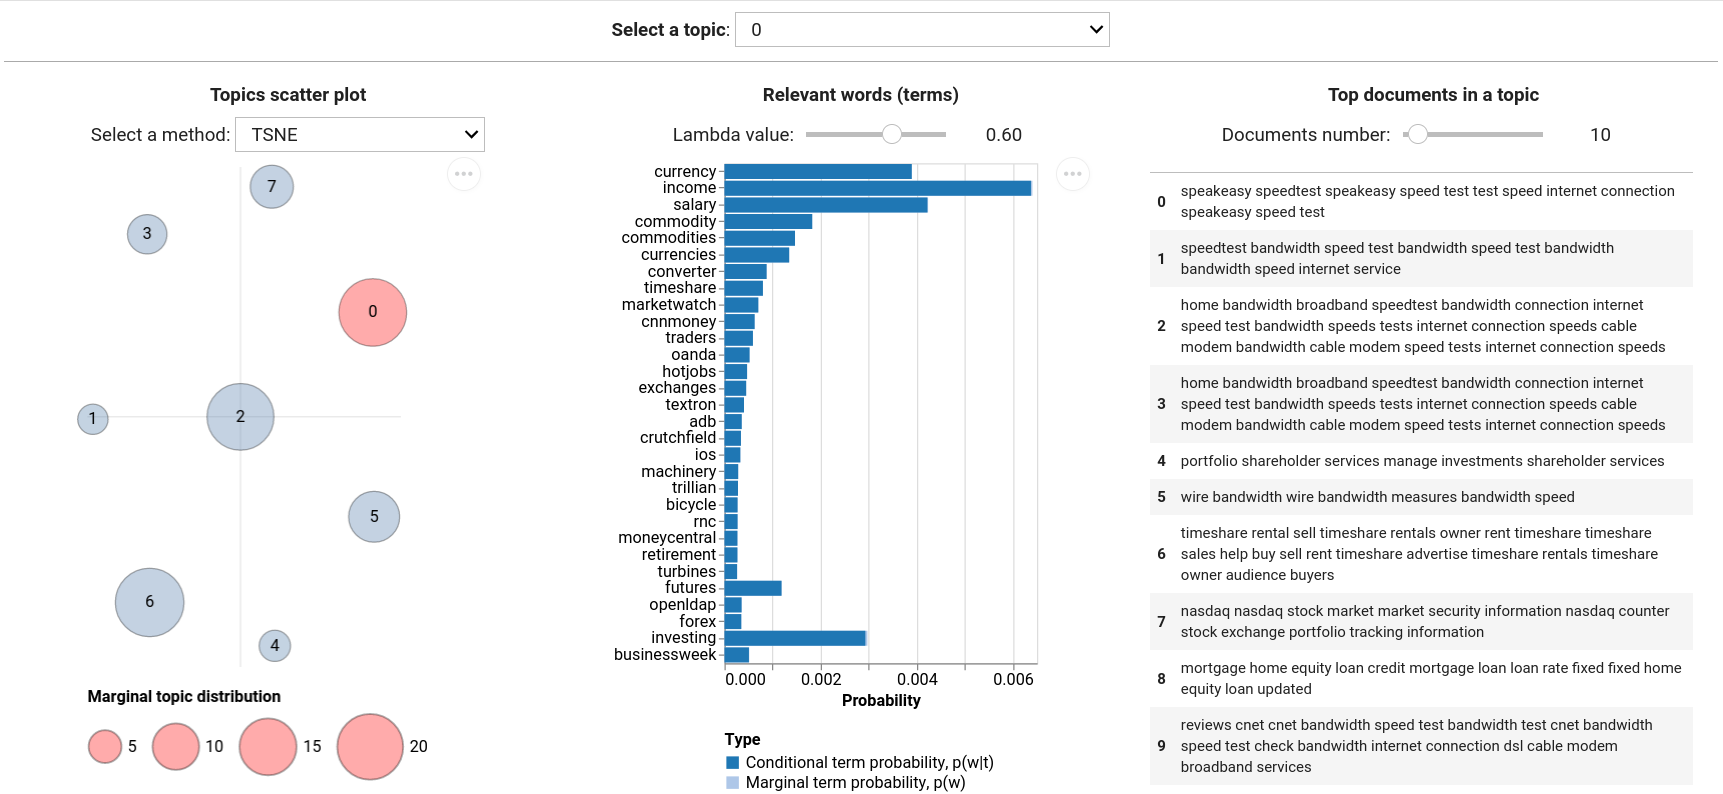 Select a topic: 0
Topics scatter plot
Select a method: TSNE
7
3
0
1
2
5
6
4
Marginal topic distribution
5 10 15 20
Relevant words (terms)
Lambda value: 0.60
currency
income
salary
commodity
commodities
currencies
converter
timeshare
marketwatch
cnnmoney
traders
oanda
hotjobs
exchanges
textron
adb
crutchfield
ios
machinery
trillian
bicycle
rnc
moneycentral
retirement
turbines
futures
openldap
forex
investing
businessweek
0.000 0.002 0.004 0.006
Probability
Type
Conditional term probability, p(w|t)
Marginal term probability, p(w)
Top documents in a topic
Documents number: 10
0 speakeasy speedtest speakeasy speed test test speed internet connection
speakeasy speed test
1 speedtest bandwidth speed test bandwidth speed test bandwidth
bandwidth speed internet service
2 home bandwidth broadband speedtest bandwidth connection internet
speed test bandwidth speeds tests internet connection speeds cable
modem bandwidth cable modem speed tests internet connection speeds
3 home bandwidth broadband speedtest bandwidth connection internet
speed test bandwidth speeds tests internet connection speeds cable
modem bandwidth cable modem speed tests internet connection speeds
4 portfolio shareholder services manage investments shareholder services
5 wire bandwidth wire bandwidth measures bandwidth speed
6 timeshare rental sell timeshare rentals owner rent timeshare timeshare
sales help buy sell rent timeshare advertise timeshare rentals timeshare
owner audience buyers
7 nasdaq nasdaq stock market market security information nasdaq counter
stock exchange portfolio tracking information
8 mortgage home equity loan credit mortgage loan loan rate fixed fixed home
equity loan updated
9 reviews cnet cnet bandwidth speed test bandwidth test cnet bandwidth
speed test check bandwidth internet connection dsl cable modem
broadband services